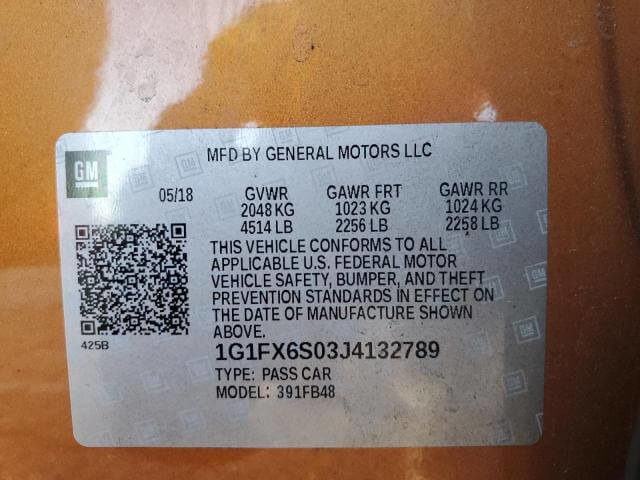 GM
MFD BY GENERAL MOTORS LLC
05/18 GVWR GAWR FRT GAWR RR
2048 KG 1023 KG 1024 KG
4514 LB 2256 LB 2258 LB
THIS VEHICLE CONFORMS TO ALL
APPLICABLE U.S. FEDERAL MOTOR
VEHICLE SAFETY, BUMPER, AND THEFT
PREVENTION STANDARDS IN EFFECT ON
THE DATE OF MANUFACTURE SHOWN
ABOVE.
425B
1G1FX6S03J4132789
TYPE: PASS CAR
MODEL: 391FB48